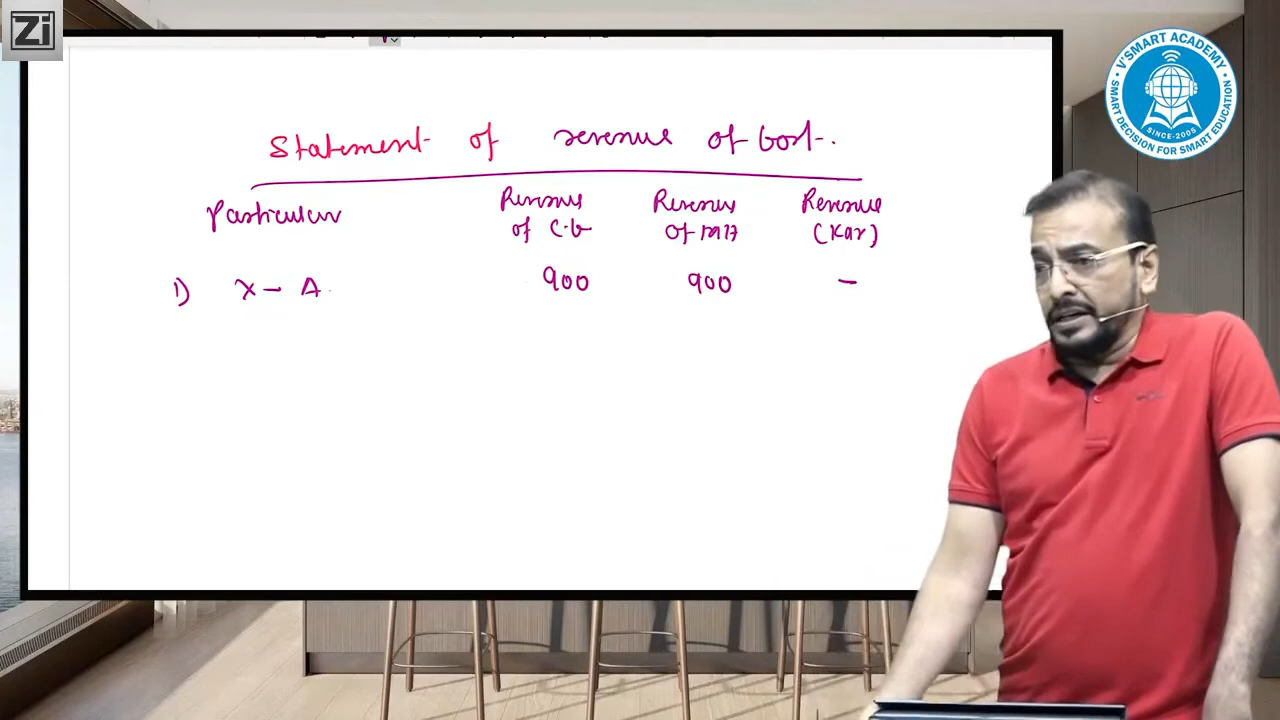 Zi
V'SMART ACADEMY
SMART DECISION FOR SMART EDUCATION
SINCE-2005
Statement of revenue of Govt.
Particular
Revenue of C.G
Revenue of MH
Revenue (Kar)
1) X - A
900
900
-